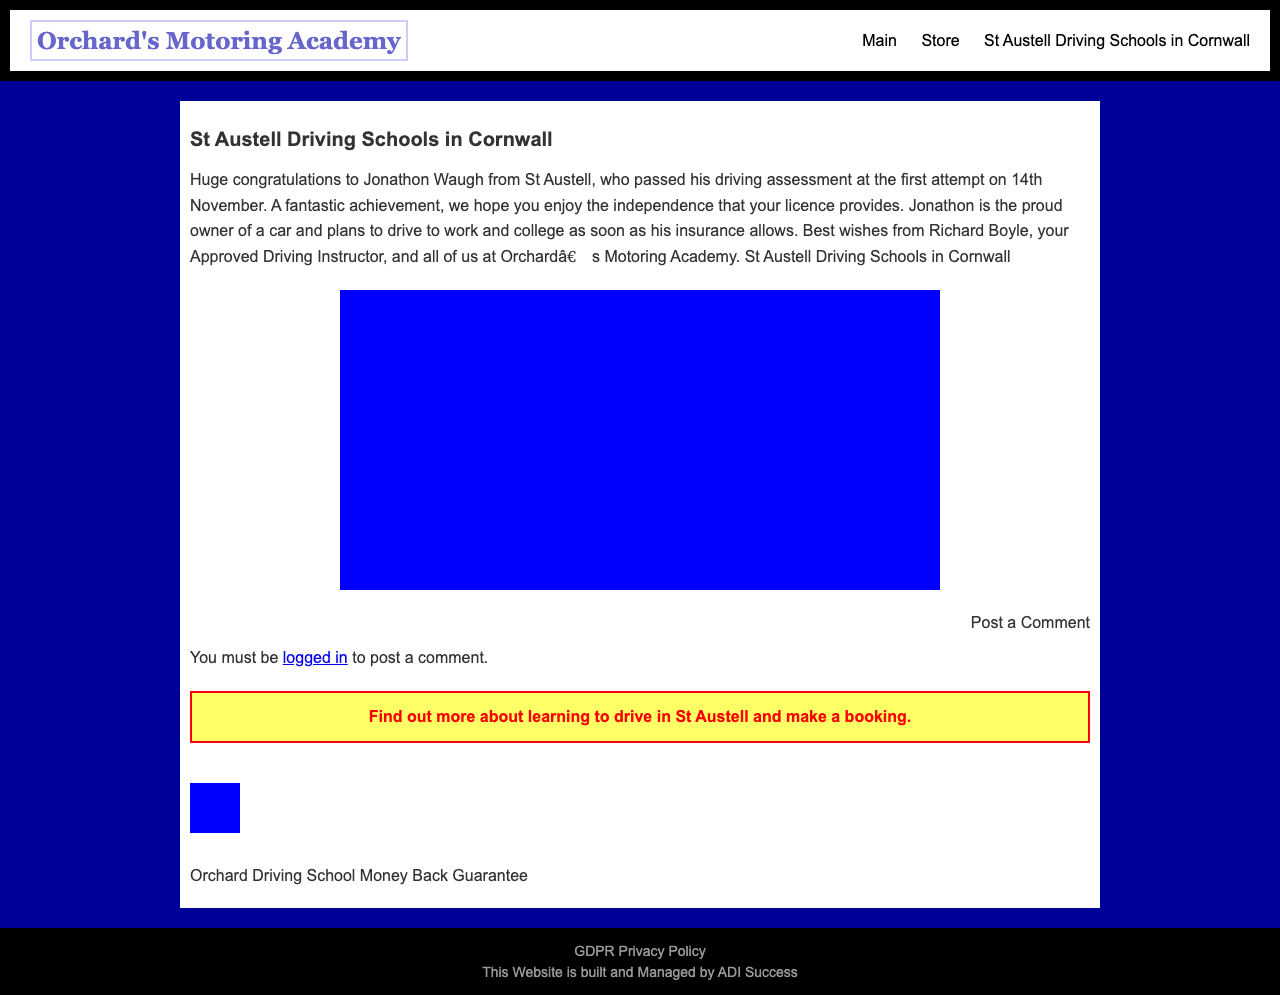 Orchard's Motoring Academy
Main
Store
St Austell Driving Schools in Cornwall
St Austell Driving Schools in Cornwall
Huge congratulations to Jonathon Waugh from St Austell, who passed his driving assessment at the first attempt on 14th
November. A fantastic achievement, we hope you enjoy the independence that your licence provides. Jonathon is the proud
owner of a car and plans to drive to work and college as soon as his insurance allows. Best wishes from Richard Boyle, your
Approved Driving Instructor, and all of us at Orchardâ€ s Motoring Academy. St Austell Driving Schools in Cornwall
Post a Comment
You must be logged in to post a comment.
Find out more about learning to drive in St Austell and make a booking.
Orchard Driving School Money Back Guarantee
GDPR Privacy Policy
This Website is built and Managed by ADI Success